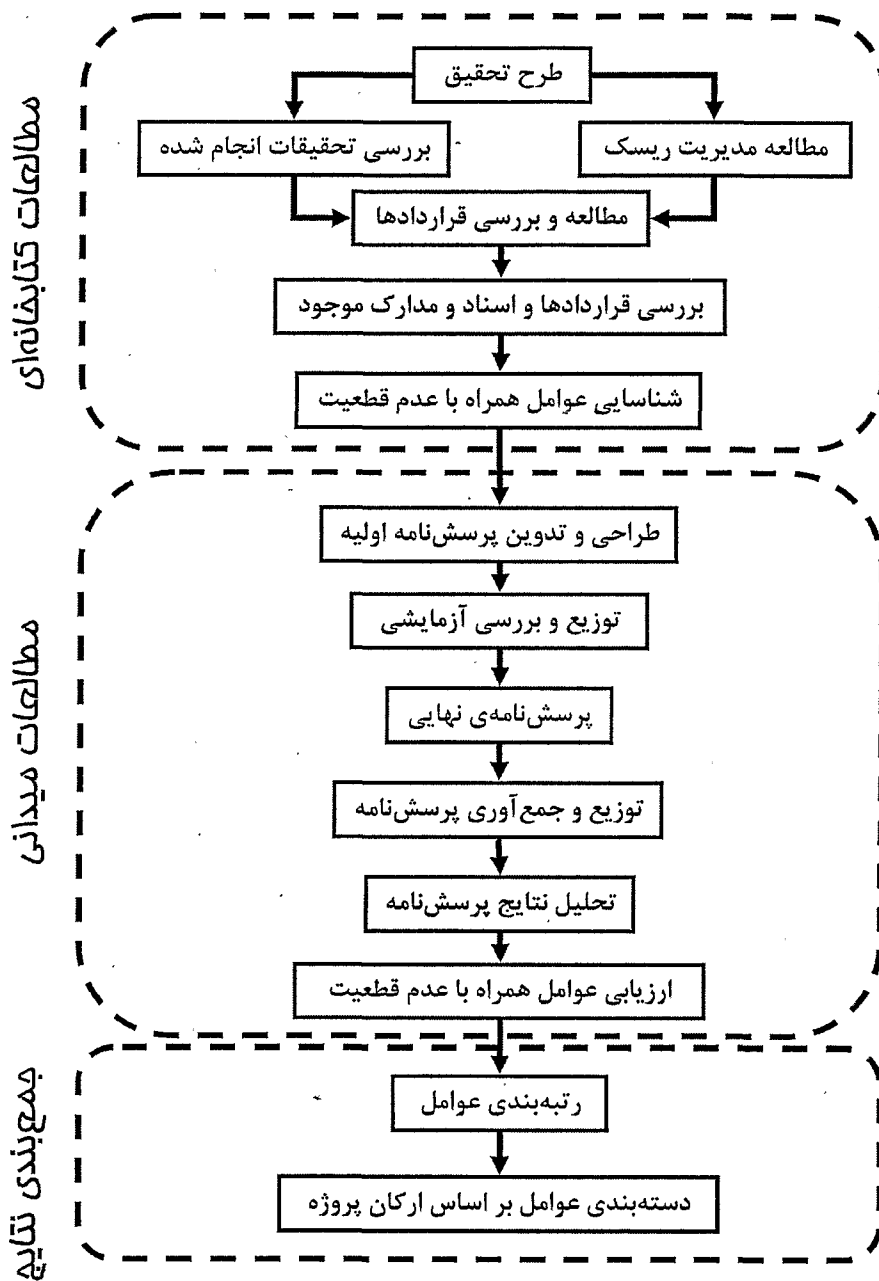 مطالعات کتابخانه‌ای
طرح تحقیق
مطالعه مدیریت ریسک
بررسی تحقیقات انجام شده
مطالعه و بررسی قراردادها
بررسی قراردادها و اسناد و مدارک موجود
شناسایی عوامل همراه با عدم قطعیت
مطالعات میدانی
طراحی و تدوین پرسش‌نامه اولیه
توزیع و بررسی آزمایشی
پرسش‌نامه‌ی نهایی
توزیع و جمع‌آوری پرسش‌نامه
تحلیل نتایج پرسش‌نامه
ارزیابی عوامل همراه با عدم قطعیت
جمع‌بندی نتایج
رتبه‌بندی عوامل
دسته‌بندی عوامل بر اساس ارکان پروژه